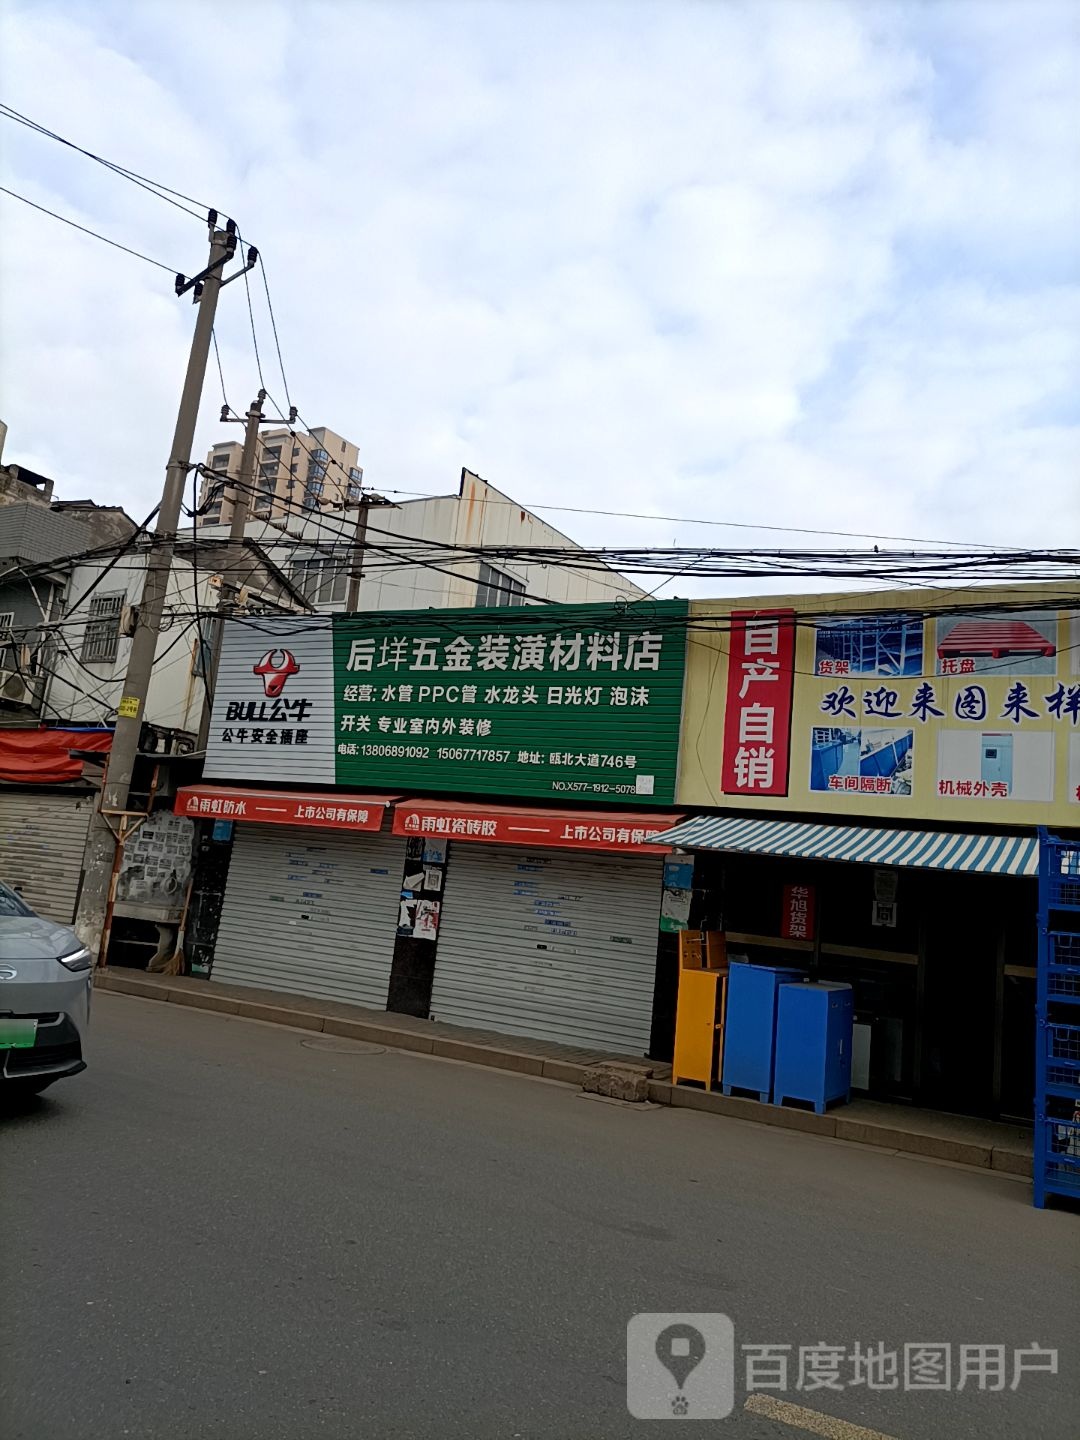 BULL公牛
公牛安全插座
后垟五金装潢材料店
经营: 水管 PPC管 水龙头 日光灯 泡沫
开关 专业室内外装修
电话: 13806891092 15067717857 地址: 瓯北大道746号
NO.X577-1912-5078
雨虹防水 —— 上市公司有保障
雨虹瓷砖胶 —— 上市公司有保障
自产自销
货架
托盘
欢迎来图来样
车间隔断
机械外壳
华旭货架
百度地图用户